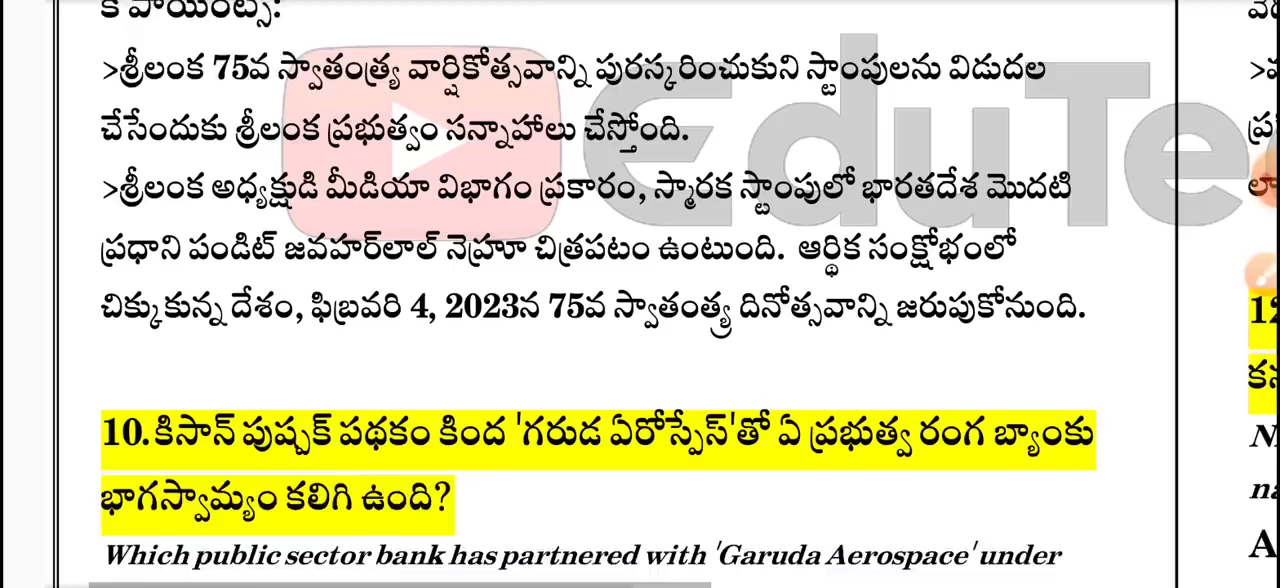 క పాయింట్స్:
>శ్రీలంక 75వ స్వాతంత్ర్య వార్షికోత్సవాన్ని పురస్కరించుకుని స్టాంపులను విడుదల
చేసేందుకు శ్రీలంక ప్రభుత్వం సన్నాహాలు చేస్తోంది.
>శ్రీలంక అధ్యక్షుడి మీడియా విభాగం ప్రకారం, స్మారక స్టాంపులో భారతదేశ మొదటి
ప్రధాని పండిట్ జవహర్‌లాల్ నెహ్రూ చిత్రపటం ఉంటుంది. ఆర్థిక సంక్షోభంలో
చిక్కుకున్న దేశం, ఫిబ్రవరి 4, 2023న 75వ స్వాతంత్ర్య దినోత్సవాన్ని జరుపుకోనుంది.
10.కిసాన్ పుష్పక్ పథకం కింద 'గరుడ ఏరోస్పేస్'తో ఏ ప్రభుత్వ రంగ బ్యాంకు
భాగస్వామ్యం కలిగి ఉంది?
Which public sector bank has partnered with 'Garuda Aerospace' under
EduTe
12
N
A